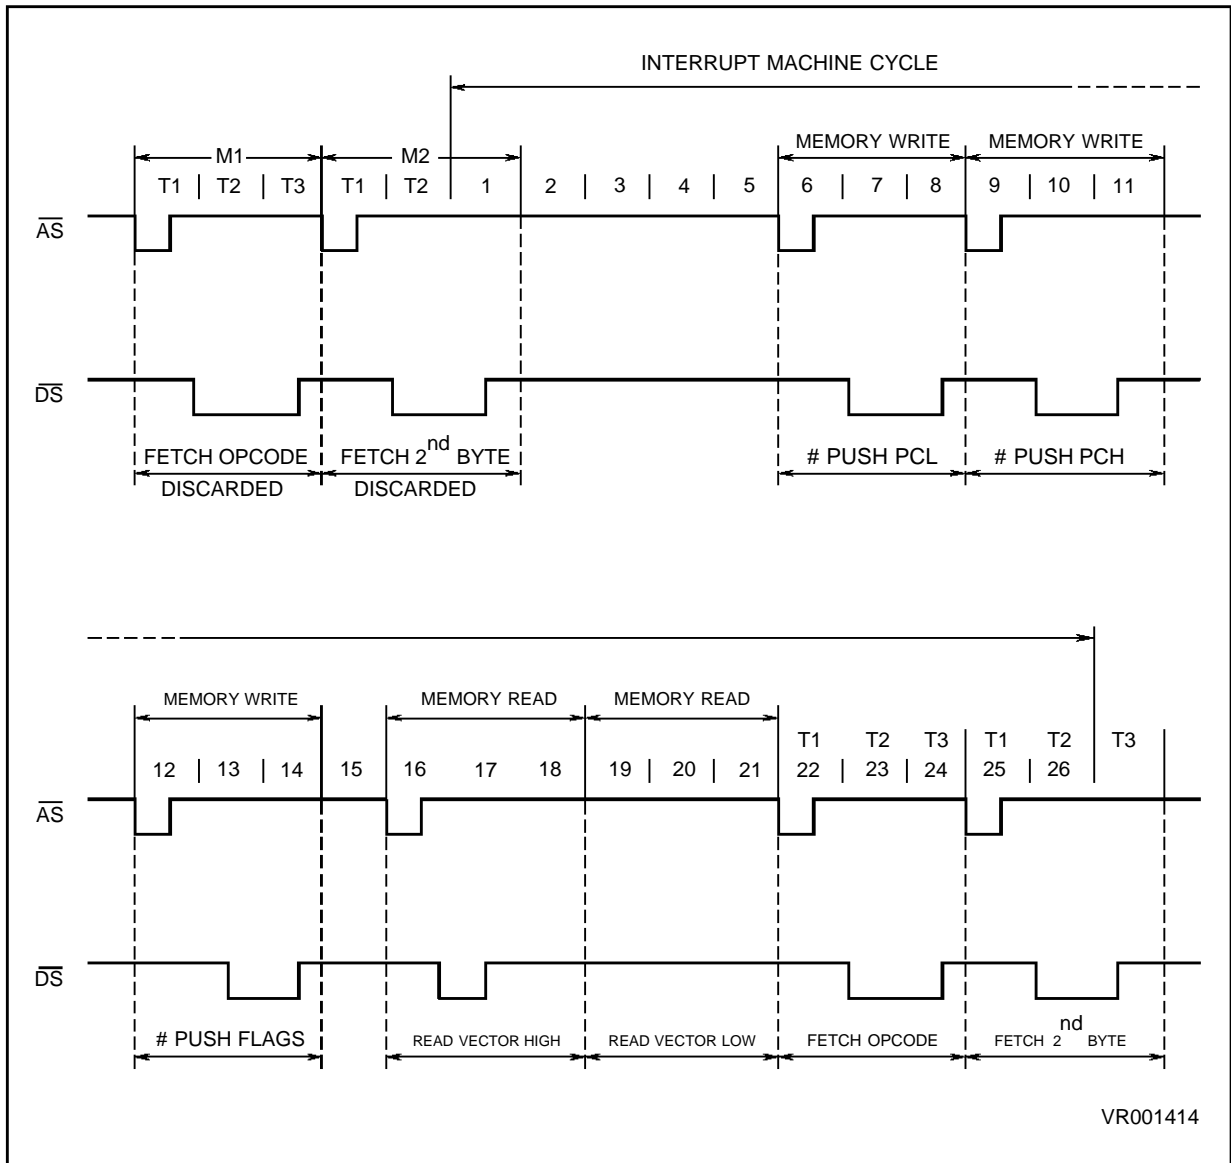 INTERRUPT MACHINE CYCLE
MEMORY WRITE MEMORY WRITE
M1 M2
T1 T2 T3 T1 T2 1 2 3 4 5 6 7 8 9 10 11
AS
DS
FETCH OPCODE FETCH 2nd BYTE # PUSH PCL # PUSH PCH
DISCARDED DISCARDED
MEMORY WRITE MEMORY READ MEMORY READ
T1 T2 T3 T1 T2 T3
12 13 14 15 16 17 18 19 20 21 22 23 24 25 26
AS
DS
# PUSH FLAGS READ VECTOR HIGH READ VECTOR LOW FETCH OPCODE FETCH 2nd BYTE
VR001414